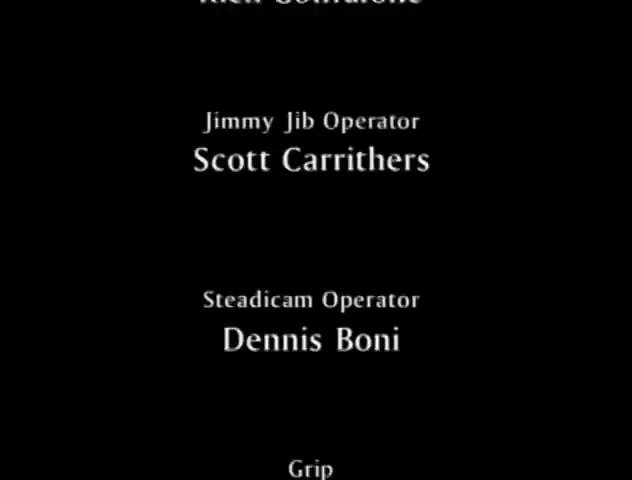 Jimmy Jib Operator
Scott Carrithers
Steadicam Operator
Dennis Boni
Grip